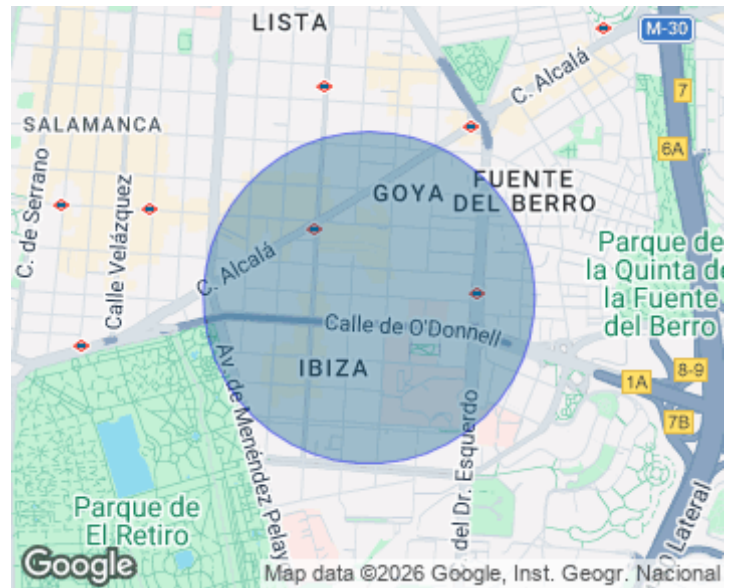 LISTA
M-30
C. Alcalá
7
SALAMANCA
6A
C. de Serrano
Calle Velázquez
GOYA
FUENTE
DEL BERRO
Parque de
la Quinta de
la Fuente
del Berro
C. Alcalá
Calle de O'Donnell
IBIZA
8-9
1A
7B
Av. de Menéndez Pelay
del Dr. Esquerdo
Parque de
El Retiro
O Lateral
Google
Map data ©2026 Google, Inst. Geogr. Nacional